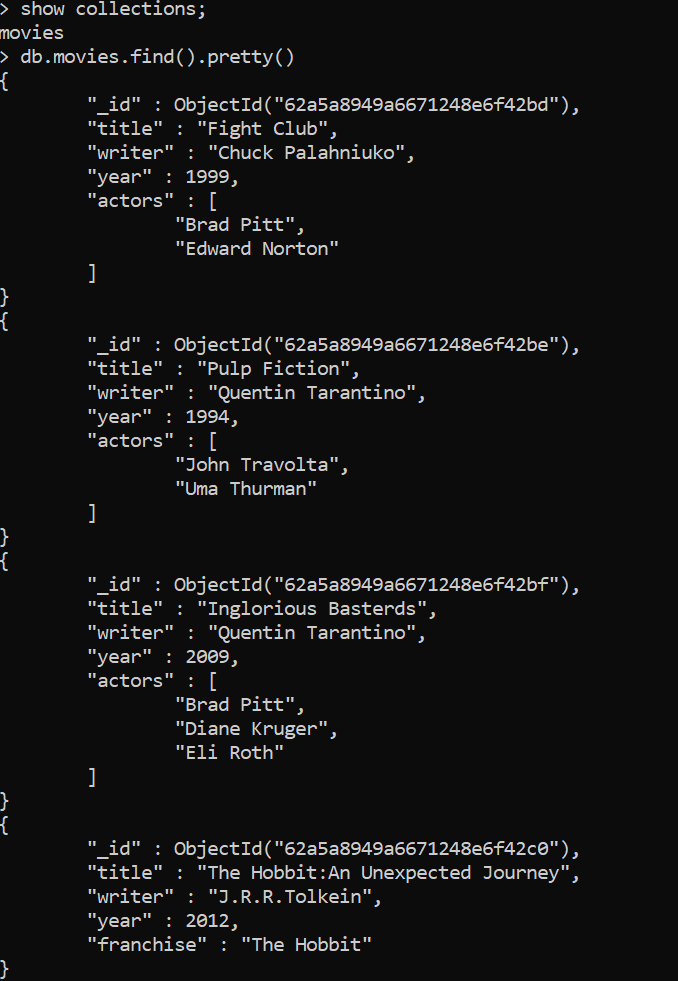 > show collections;
movies
> db.movies.find().pretty()
{
        "_id" : ObjectId("62a5a8949a6671248e6f42bd"),
        "title" : "Fight Club",
        "writer" : "Chuck Palahniuko",
        "year" : 1999,
        "actors" : [
                "Brad Pitt",
                "Edward Norton"
        ]
}
{
        "_id" : ObjectId("62a5a8949a6671248e6f42be"),
        "title" : "Pulp Fiction",
        "writer" : "Quentin Tarantino",
        "year" : 1994,
        "actors" : [
                "John Travolta",
                "Uma Thurman"
        ]
}
{
        "_id" : ObjectId("62a5a8949a6671248e6f42bf"),
        "title" : "Inglorious Basterds",
        "writer" : "Quentin Tarantino",
        "year" : 2009,
        "actors" : [
                "Brad Pitt",
                "Diane Kruger",
                "Eli Roth"
        ]
}
{
        "_id" : ObjectId("62a5a8949a6671248e6f42c0"),
        "title" : "The Hobbit:An Unexpected Journey",
        "writer" : "J.R.R.Tolkein",
        "year" : 2012,
        "franchise" : "The Hobbit"
}